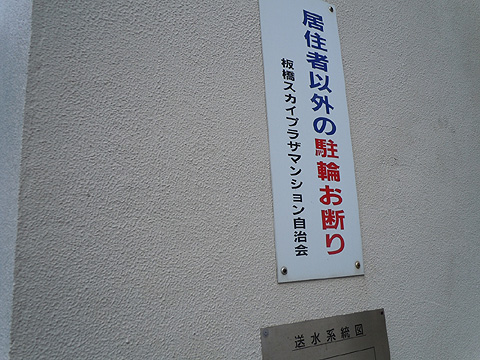 居住者以外の駐輪お断り
板橋スカイプラザマンション自治会
送水系統図